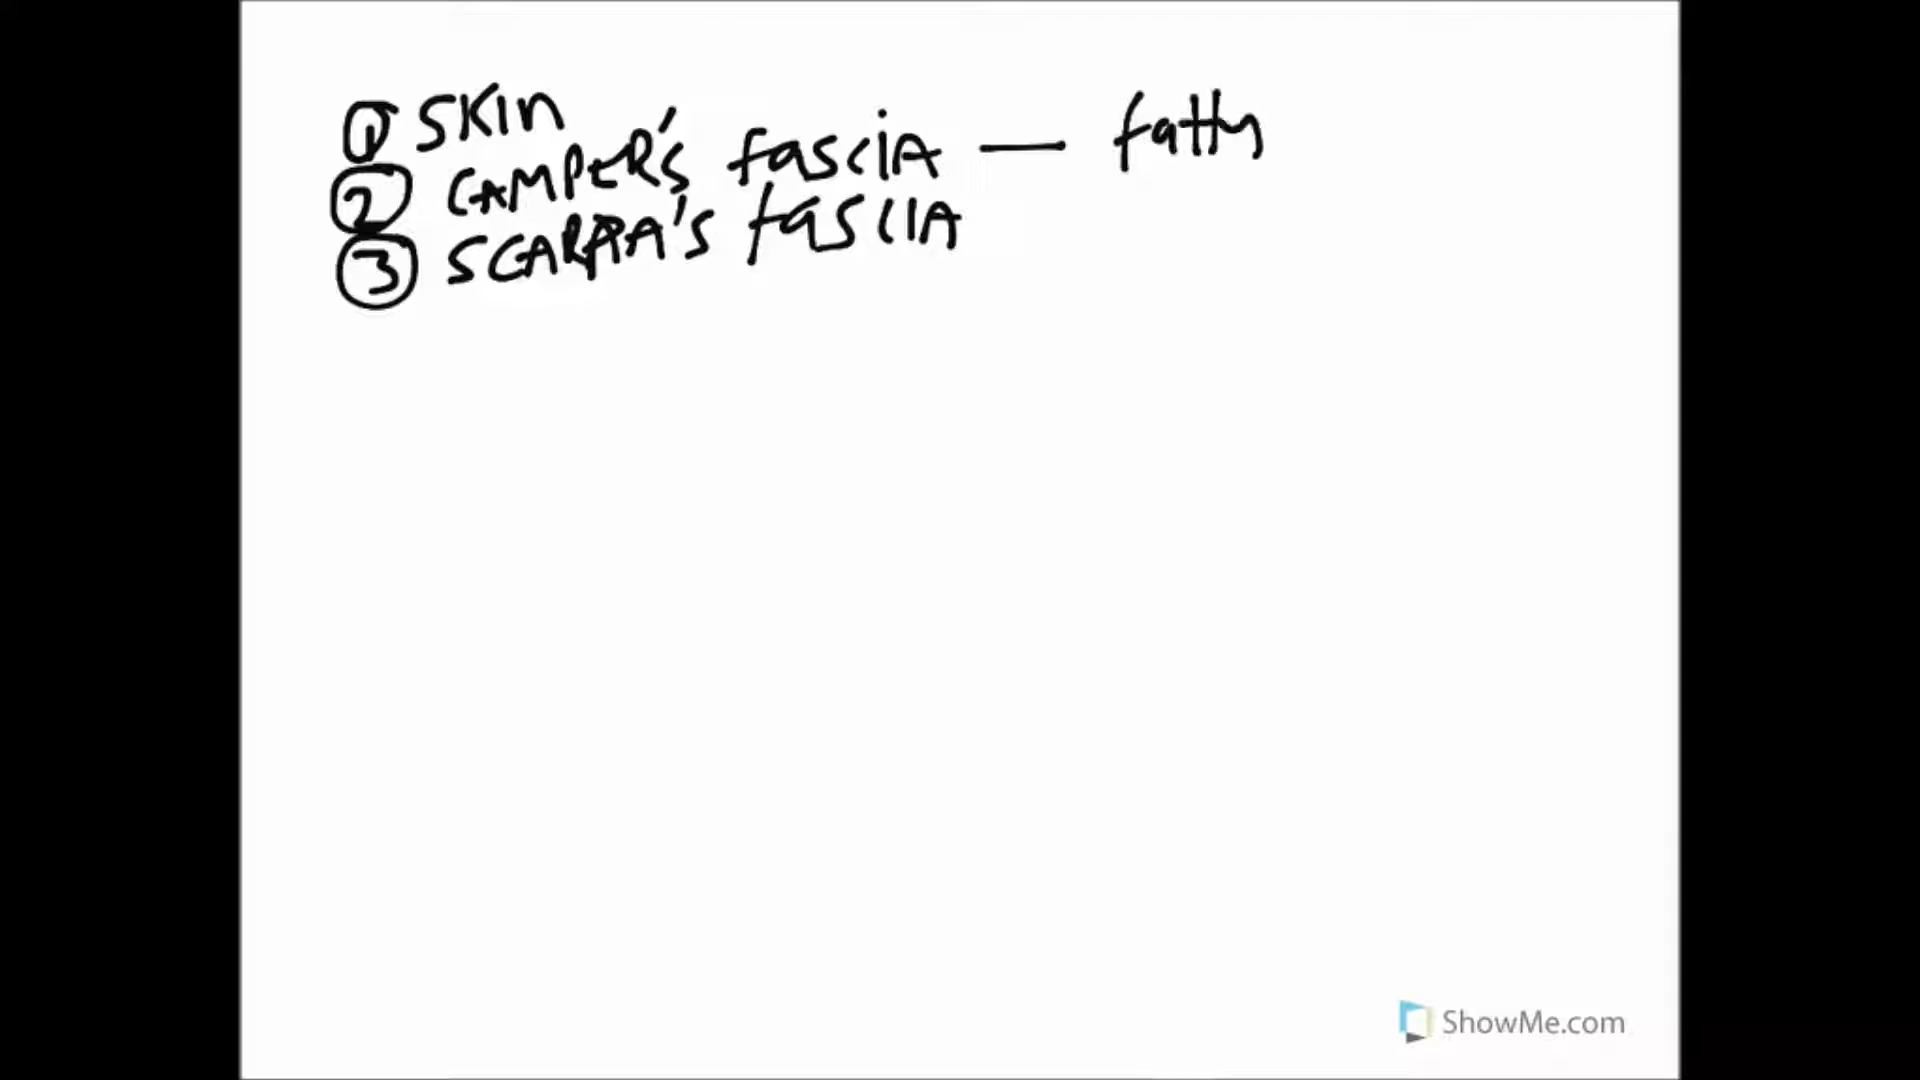 ① SKIN
② CAMPER'S fascia — fatty
③ SCARPA'S fascia
ShowMe.com